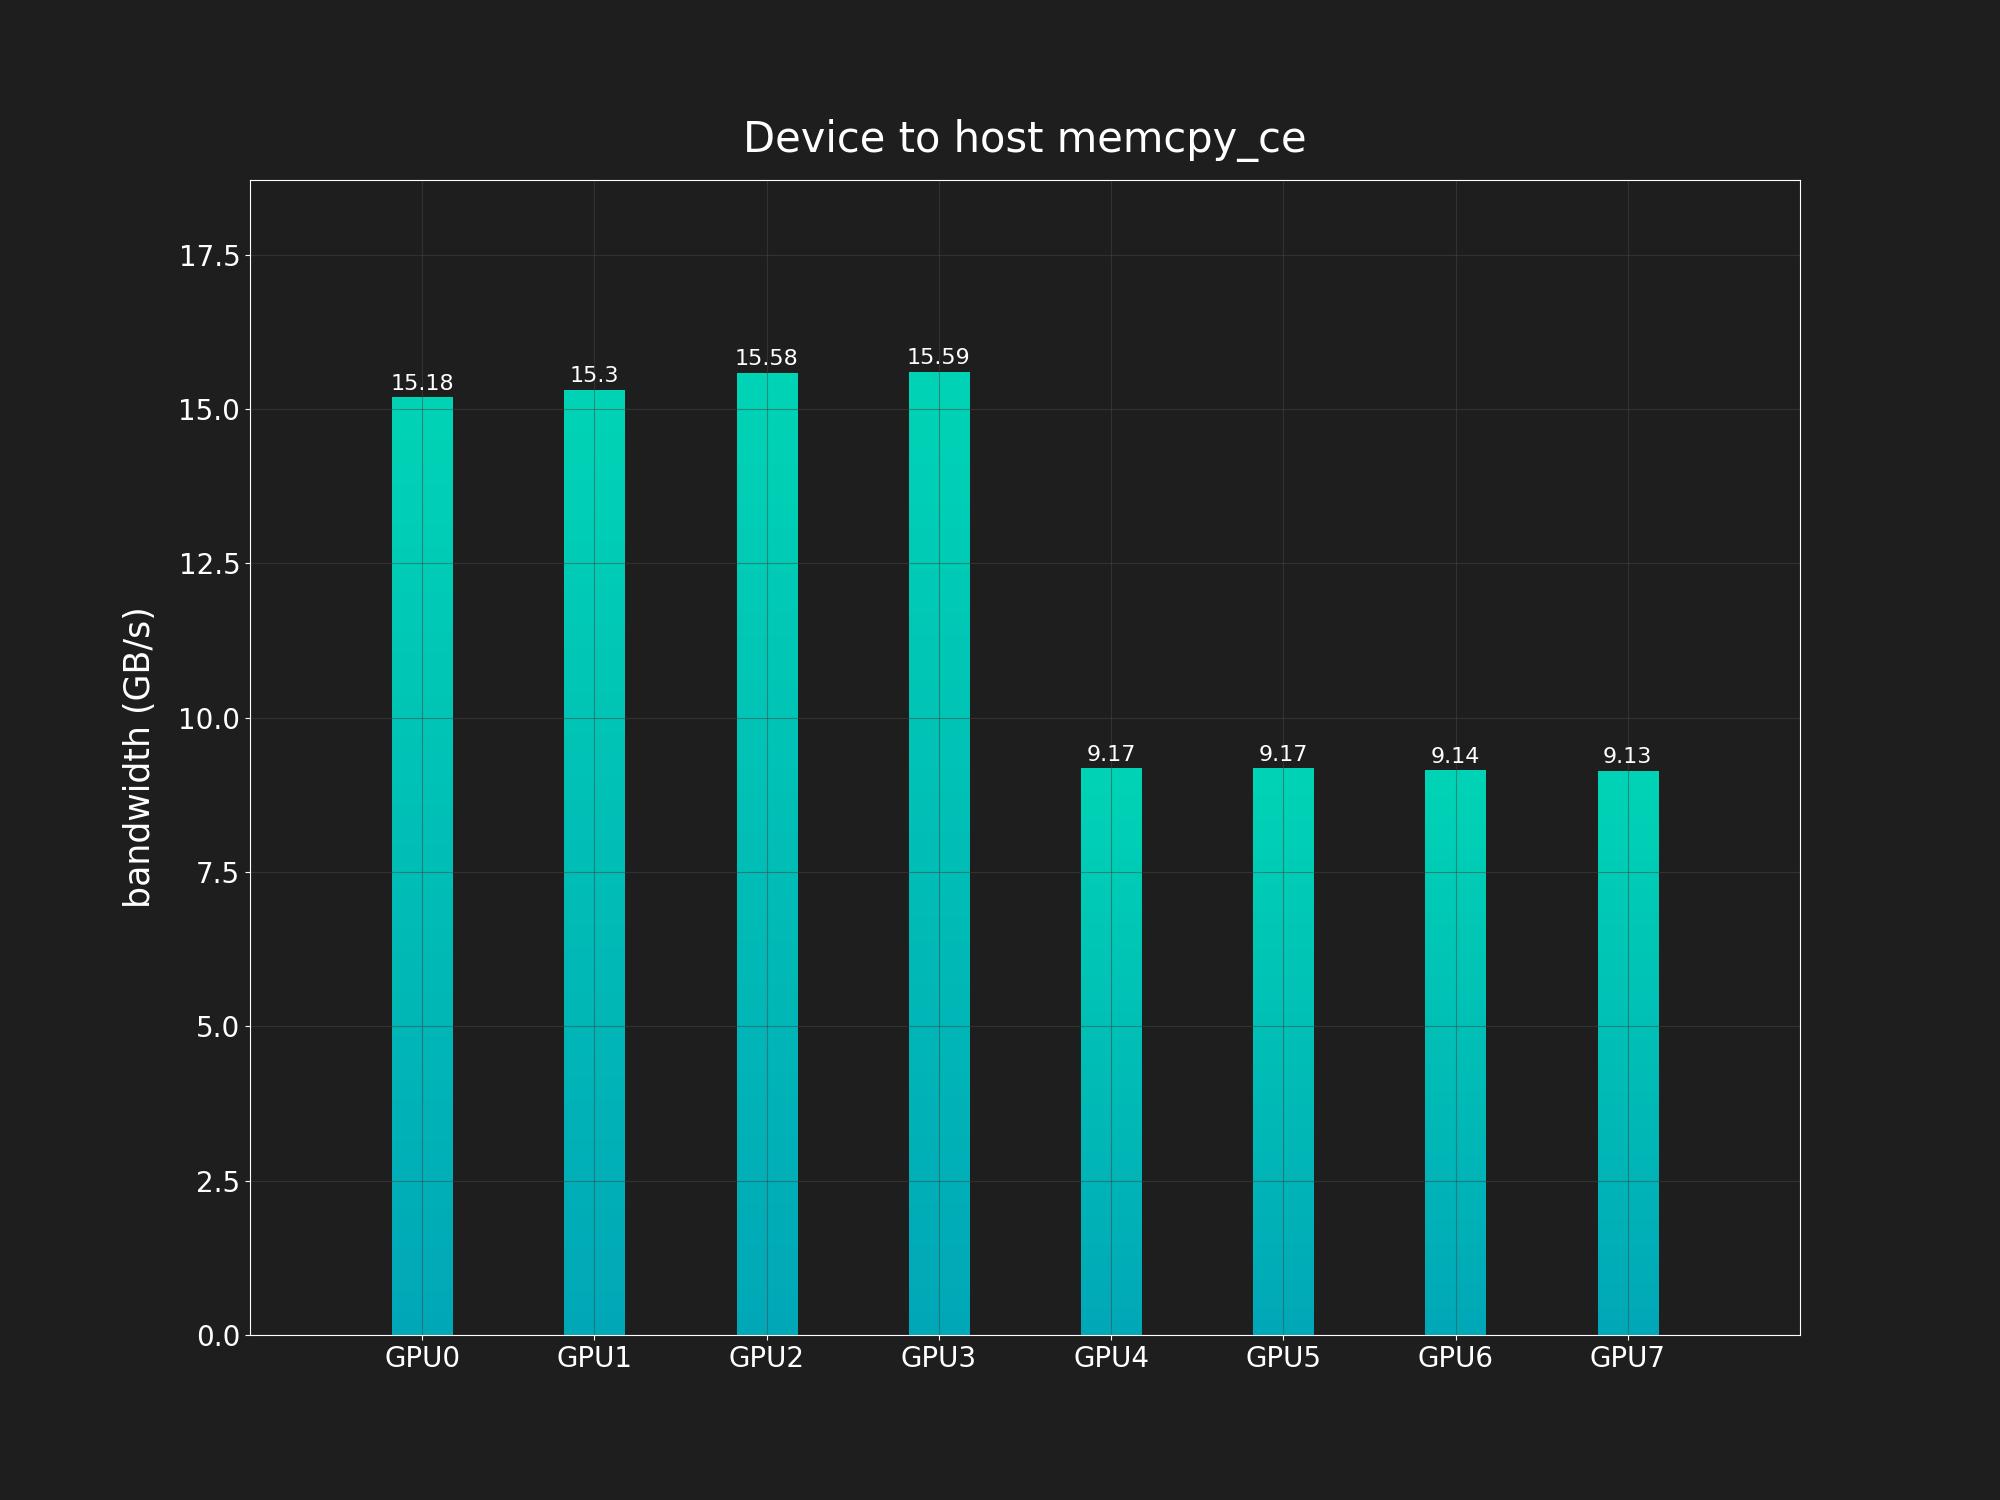 Device to host memcpy_ce
bandwidth (GB/s)
17.5
15.0
12.5
10.0
7.5
5.0
2.5
0.0
15.18
15.3
15.58
15.59
9.17
9.17
9.14
9.13
GPU0
GPU1
GPU2
GPU3
GPU4
GPU5
GPU6
GPU7